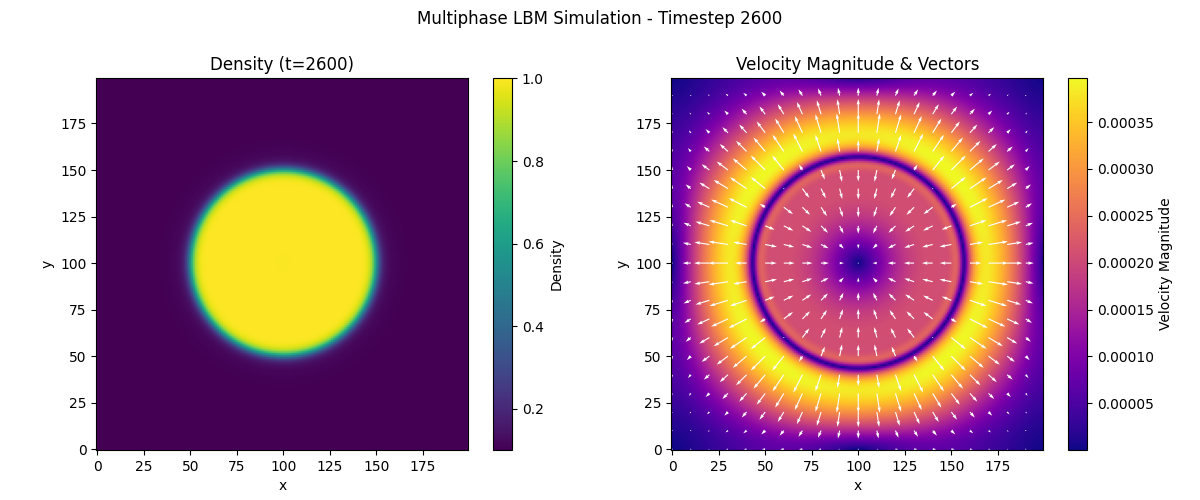 Multiphase LBM Simulation - Timestep 2600
Density (t=2600)
175
150
125
100
75
50
25
0
y
0 25 50 75 100 125 150 175
x
1.0
0.8
0.6
0.4
0.2
Density
Velocity Magnitude & Vectors
175
150
125
100
75
50
25
0
y
0 25 50 75 100 125 150 175
x
0.00035
0.00030
0.00025
0.00020
0.00015
0.00010
0.00005
Velocity Magnitude